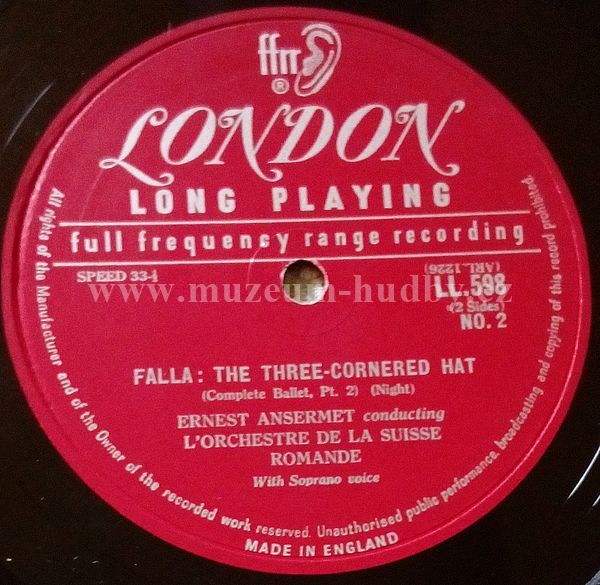 ffrr
®
LONDON
LONG PLAYING
full frequency range recording
SPEED 33⅓
(ARL.1226)
LL.598
(2 Sides)
NO. 2
www.muzeum-hudby.cz
FALLA: THE THREE-CORNERED HAT
(Complete Ballet, Pt. 2) (Night)
ERNEST ANSERMET conducting
L'ORCHESTRE DE LA SUISSE
ROMANDE
With Soprano voice
All rights of the Manufacturer and of the Owner of the recorded work reserved. Unauthorised public performance, broadcasting and copying of this record prohibited.
MADE IN ENGLAND